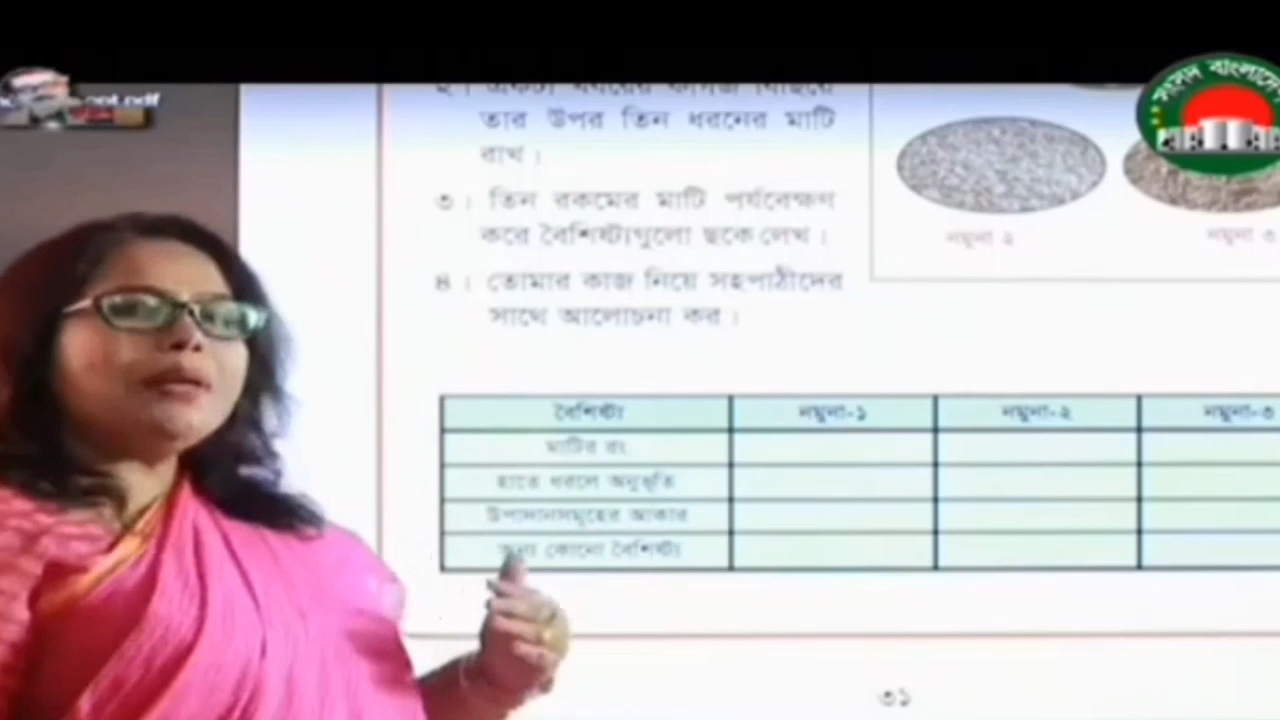 তার উপর তিন ধরনের মাটি
রাখ ।
৩ । তিন রকমের মাটি পর্যবেক্ষণ
করে বৈশিষ্ট্যগুলো ছকে লেখ ।
৪ । তোমার কাজ নিয়ে সহপাঠীদের
সাথে আলোচনা কর ।
নমুনা ২
নমুনা ৩
বৈশিষ্ট্য নমুনা-১ নমুনা-২ নমুনা-৩
মাটির রং
হাতে ধরলে অনুভূতি
উপাদানসমূহের আকার
অন্য কোনো বৈশিষ্ট্য
৩১
সংসদ বাংলাদেশ